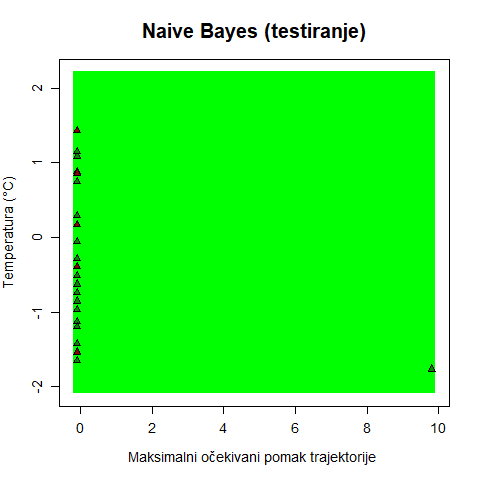 Naive Bayes (testiranje)
Temperatura (°C)
2
1
0
-1
-2
0 2 4 6 8 10
Maksimalni očekivani pomak trajektorije